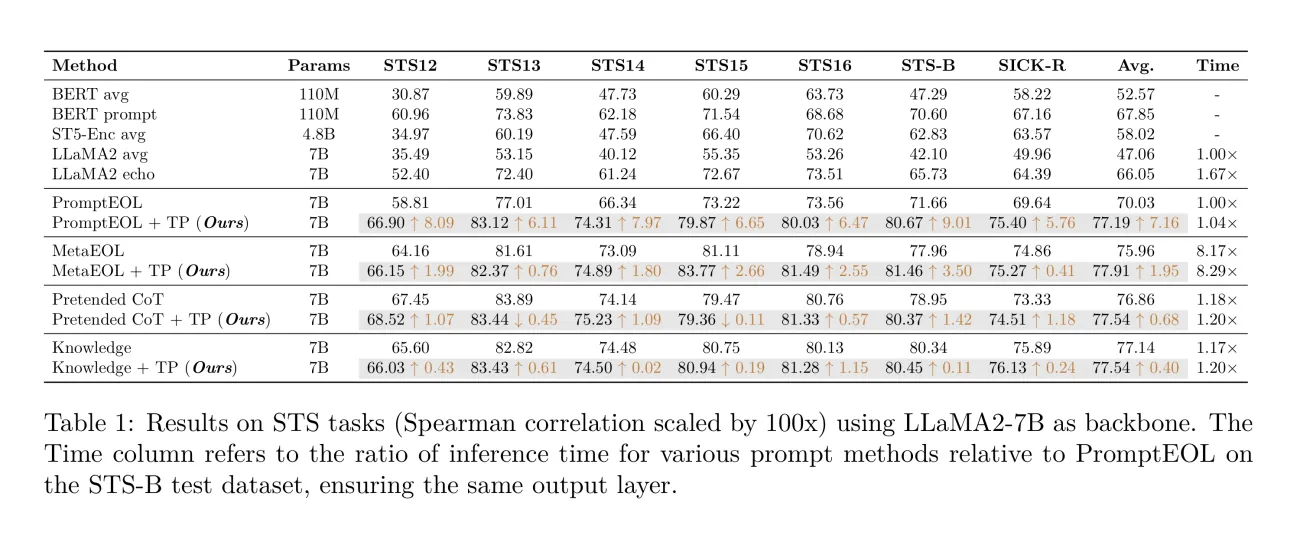 Method Params STS12 STS13 STS14 STS15 STS16 STS-B SICK-R Avg. Time
BERT avg 110M 30.87 59.89 47.73 60.29 63.73 47.29 58.22 52.57 -
BERT prompt 110M 60.96 73.83 62.18 71.54 68.68 70.60 67.16 67.85 -
ST5-Enc avg 4.8B 34.97 60.19 47.59 66.40 70.62 62.83 63.57 58.02 -
LLaMA2 avg 7B 35.49 53.15 40.12 55.35 53.26 42.10 49.96 47.06 1.00×
LLaMA2 echo 7B 52.40 72.40 61.24 72.67 73.51 65.73 64.39 66.05 1.67×
PromptEOL 7B 58.81 77.01 66.34 73.22 73.56 71.66 69.64 70.03 1.00×
PromptEOL + TP (Ours) 7B 66.90 ↑ 8.09 83.12 ↑ 6.11 74.31 ↑ 7.97 79.87 ↑ 6.65 80.03 ↑ 6.47 80.67 ↑ 9.01 75.40 ↑ 5.76 77.19 ↑ 7.16 1.04×
MetaEOL 7B 64.16 81.61 73.09 81.11 78.94 77.96 74.86 75.96 8.17×
MetaEOL + TP (Ours) 7B 66.15 ↑ 1.99 82.37 ↑ 0.76 74.89 ↑ 1.80 83.77 ↑ 2.66 81.49 ↑ 2.55 81.46 ↑ 3.50 75.27 ↑ 0.41 77.91 ↑ 1.95 8.29×
Pretended CoT 7B 67.45 83.89 74.14 79.47 80.76 78.95 73.33 76.86 1.18×
Pretended CoT + TP (Ours) 7B 68.52 ↑ 1.07 83.44 ↓ 0.45 75.23 ↑ 1.09 79.36 ↓ 0.11 81.33 ↑ 0.57 80.37 ↑ 1.42 74.51 ↑ 1.18 77.54 ↑ 0.68 1.20×
Knowledge 7B 65.60 82.82 74.48 80.75 80.13 80.34 75.89 77.14 1.17×
Knowledge + TP (Ours) 7B 66.03 ↑ 0.43 83.43 ↑ 0.61 74.50 ↑ 0.02 80.94 ↑ 0.19 81.28 ↑ 1.15 80.45 ↑ 0.11 76.13 ↑ 0.24 77.54 ↑ 0.40 1.20×
Table 1: Results on STS tasks (Spearman correlation scaled by 100x) using LLaMA2-7B as backbone. The
Time column refers to the ratio of inference time for various prompt methods relative to PromptEOL on
the STS-B test dataset, ensuring the same output layer.